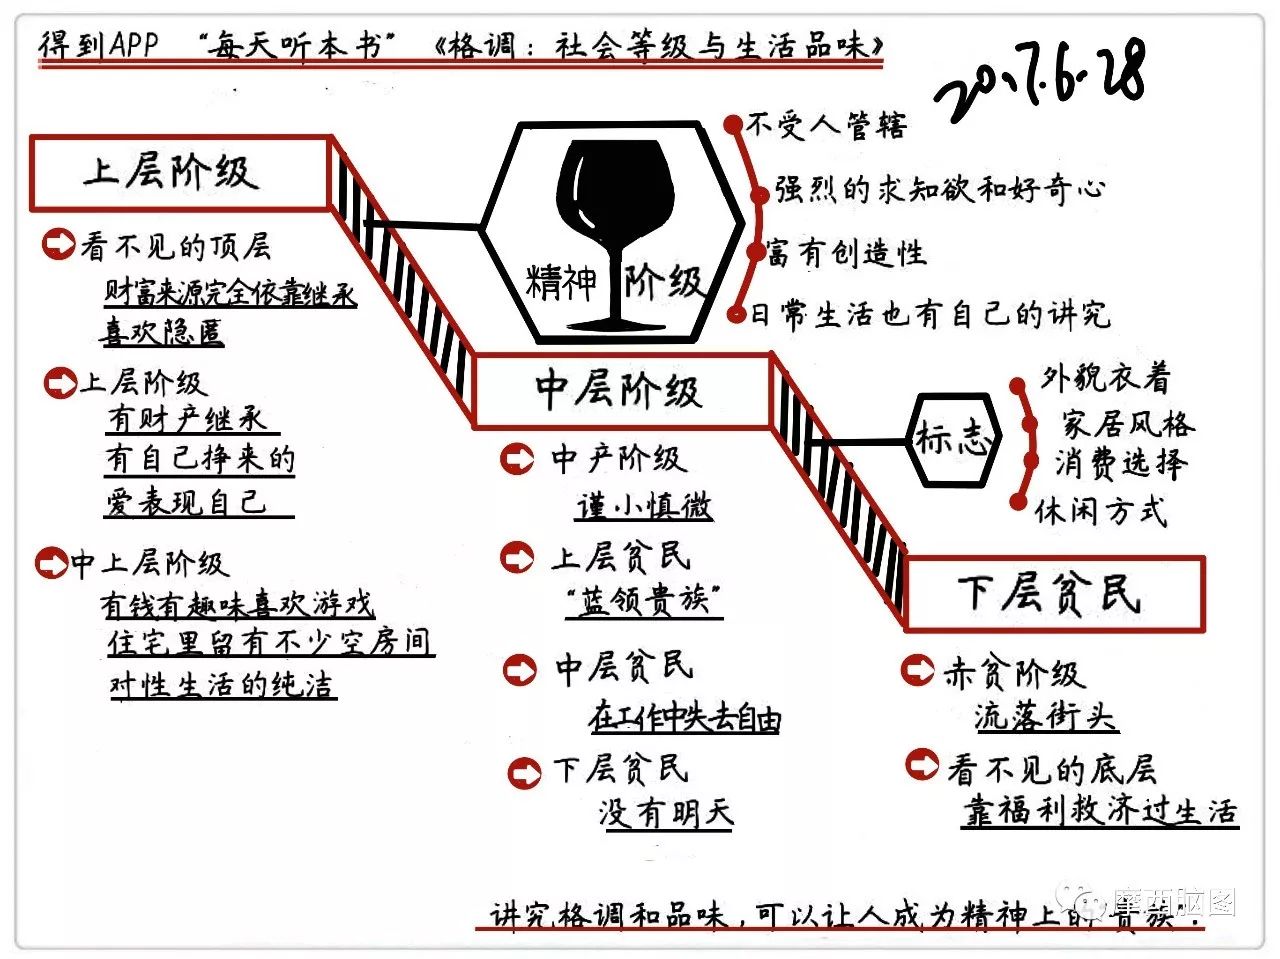 得到APP “每天听本书” 《格调：社会等级与生活品味》
2017.6.28
上层阶级
看不见的顶层
财富来源完全依靠继承
喜欢隐匿
上层阶级
有财产继承
有自己挣来的
爱表现自己
中上层阶级
有钱有趣味喜欢游戏
住宅里留有不少空房间
对性生活的纯洁
精神阶级
不受人管辖
强烈的求知欲和好奇心
富有创造性
日常生活也有自己的讲究
中层阶级
中产阶级
谨小慎微
上层贫民
“蓝领贵族”
中层贫民
在工作中失去自由
下层贫民
没有明天
标志
外貌衣着
家居风格
消费选择
休闲方式
下层贫民
赤贫阶级
流落街头
看不见的底层
靠福利救济过生活
讲究格调和品味，可以让人成为精神上的“贵族”.
摩西脑图